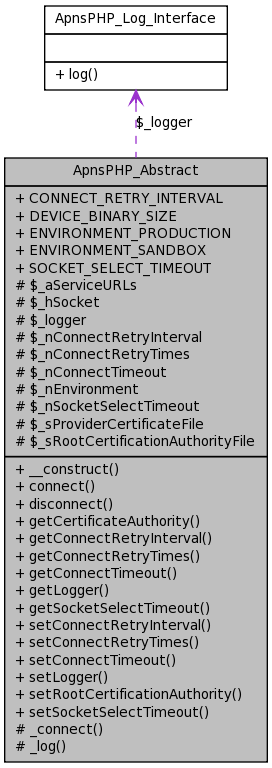 ApnsPHP_Log_Interface
+ log()
$_logger
ApnsPHP_Abstract
+ CONNECT_RETRY_INTERVAL
+ DEVICE_BINARY_SIZE
+ ENVIRONMENT_PRODUCTION
+ ENVIRONMENT_SANDBOX
+ SOCKET_SELECT_TIMEOUT
# $_aServiceURLs
# $_hSocket
# $_logger
# $_nConnectRetryInterval
# $_nConnectRetryTimes
# $_nConnectTimeout
# $_nEnvironment
# $_nSocketSelectTimeout
# $_sProviderCertificateFile
# $_sRootCertificationAuthorityFile
+ __construct()
+ connect()
+ disconnect()
+ getCertificateAuthority()
+ getConnectRetryInterval()
+ getConnectRetryTimes()
+ getConnectTimeout()
+ getLogger()
+ getSocketSelectTimeout()
+ setConnectRetryInterval()
+ setConnectRetryTimes()
+ setConnectTimeout()
+ setLogger()
+ setRootCertificationAuthority()
+ setSocketSelectTimeout()
# _connect()
# _log()